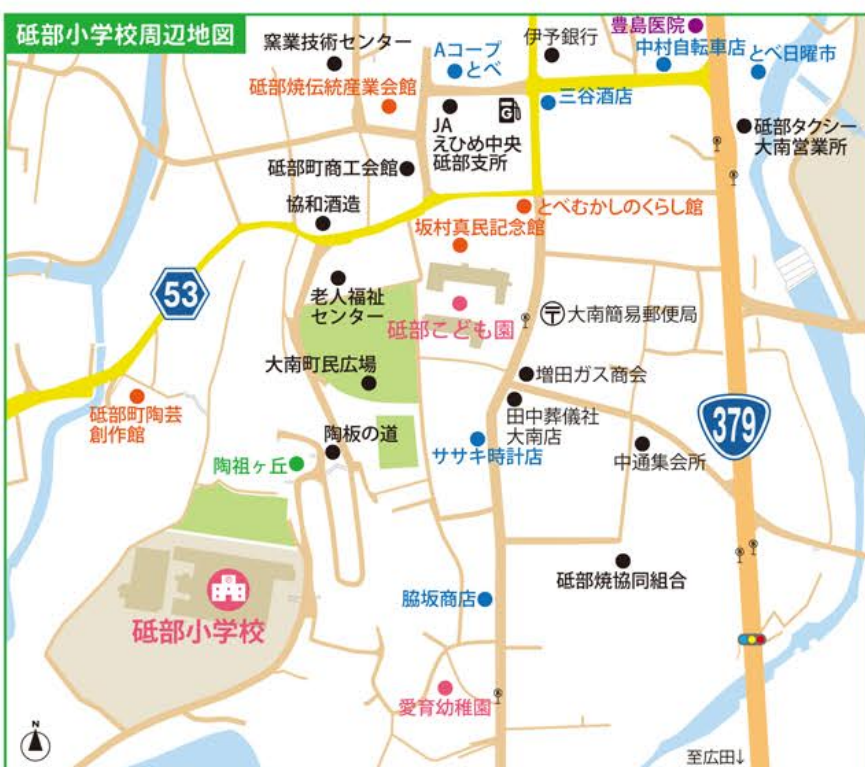 砥部小学校周辺地図
窯業技術センター
Aコープ
とべ
伊予銀行
豊島医院
中村自転車店
とべ日曜市
砥部焼伝統産業会館
三谷酒店
JA
えひめ中央
砥部支所
G
砥部タクシー
大南営業所
砥部町商工会館
協和酒造
とべむかしのくらし館
坂村真民記念館
53
老人福祉
センター
砥部こども園
〒大南簡易郵便局
大南町民広場
増田ガス商会
砥部町陶芸
創作館
田中葬儀社
大南店
379
陶板の道
ササキ時計店
中通集会所
陶祖ヶ丘
砥部焼協同組合
脇坂商店
砥部小学校
愛育幼稚園
N
至広田↓